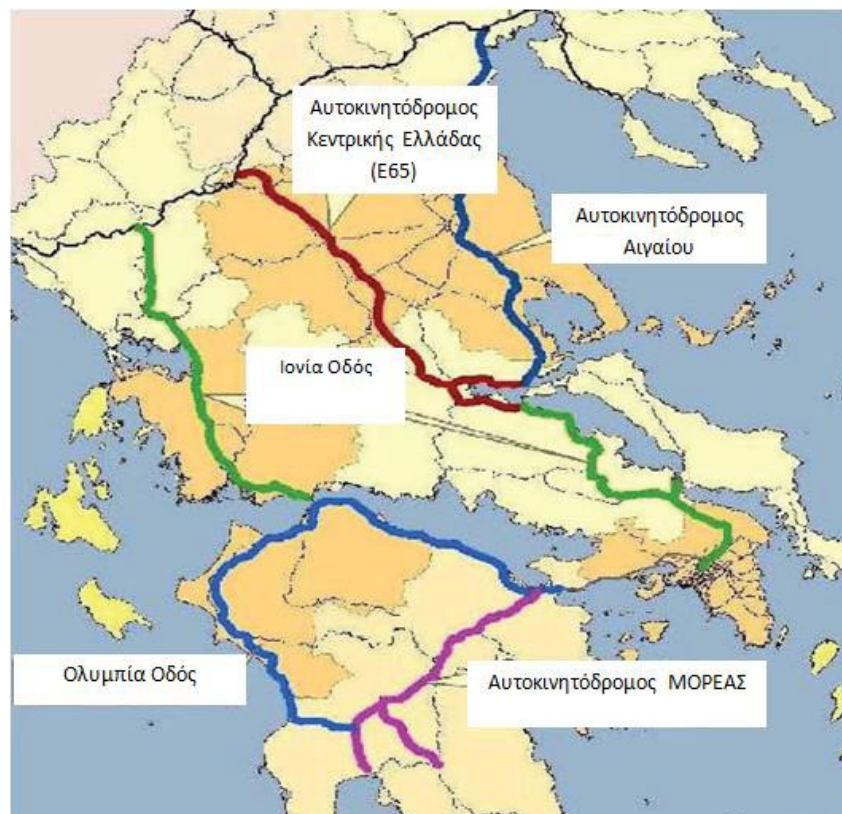 Αυτοκινητόδρομος
Κεντρικής Ελλάδας
(Ε65)
Αυτοκινητόδρομος
Αιγαίου
Ιονία Οδός
Ολυμπία Οδός
Αυτοκινητόδρομος ΜΟΡΕΑΣ